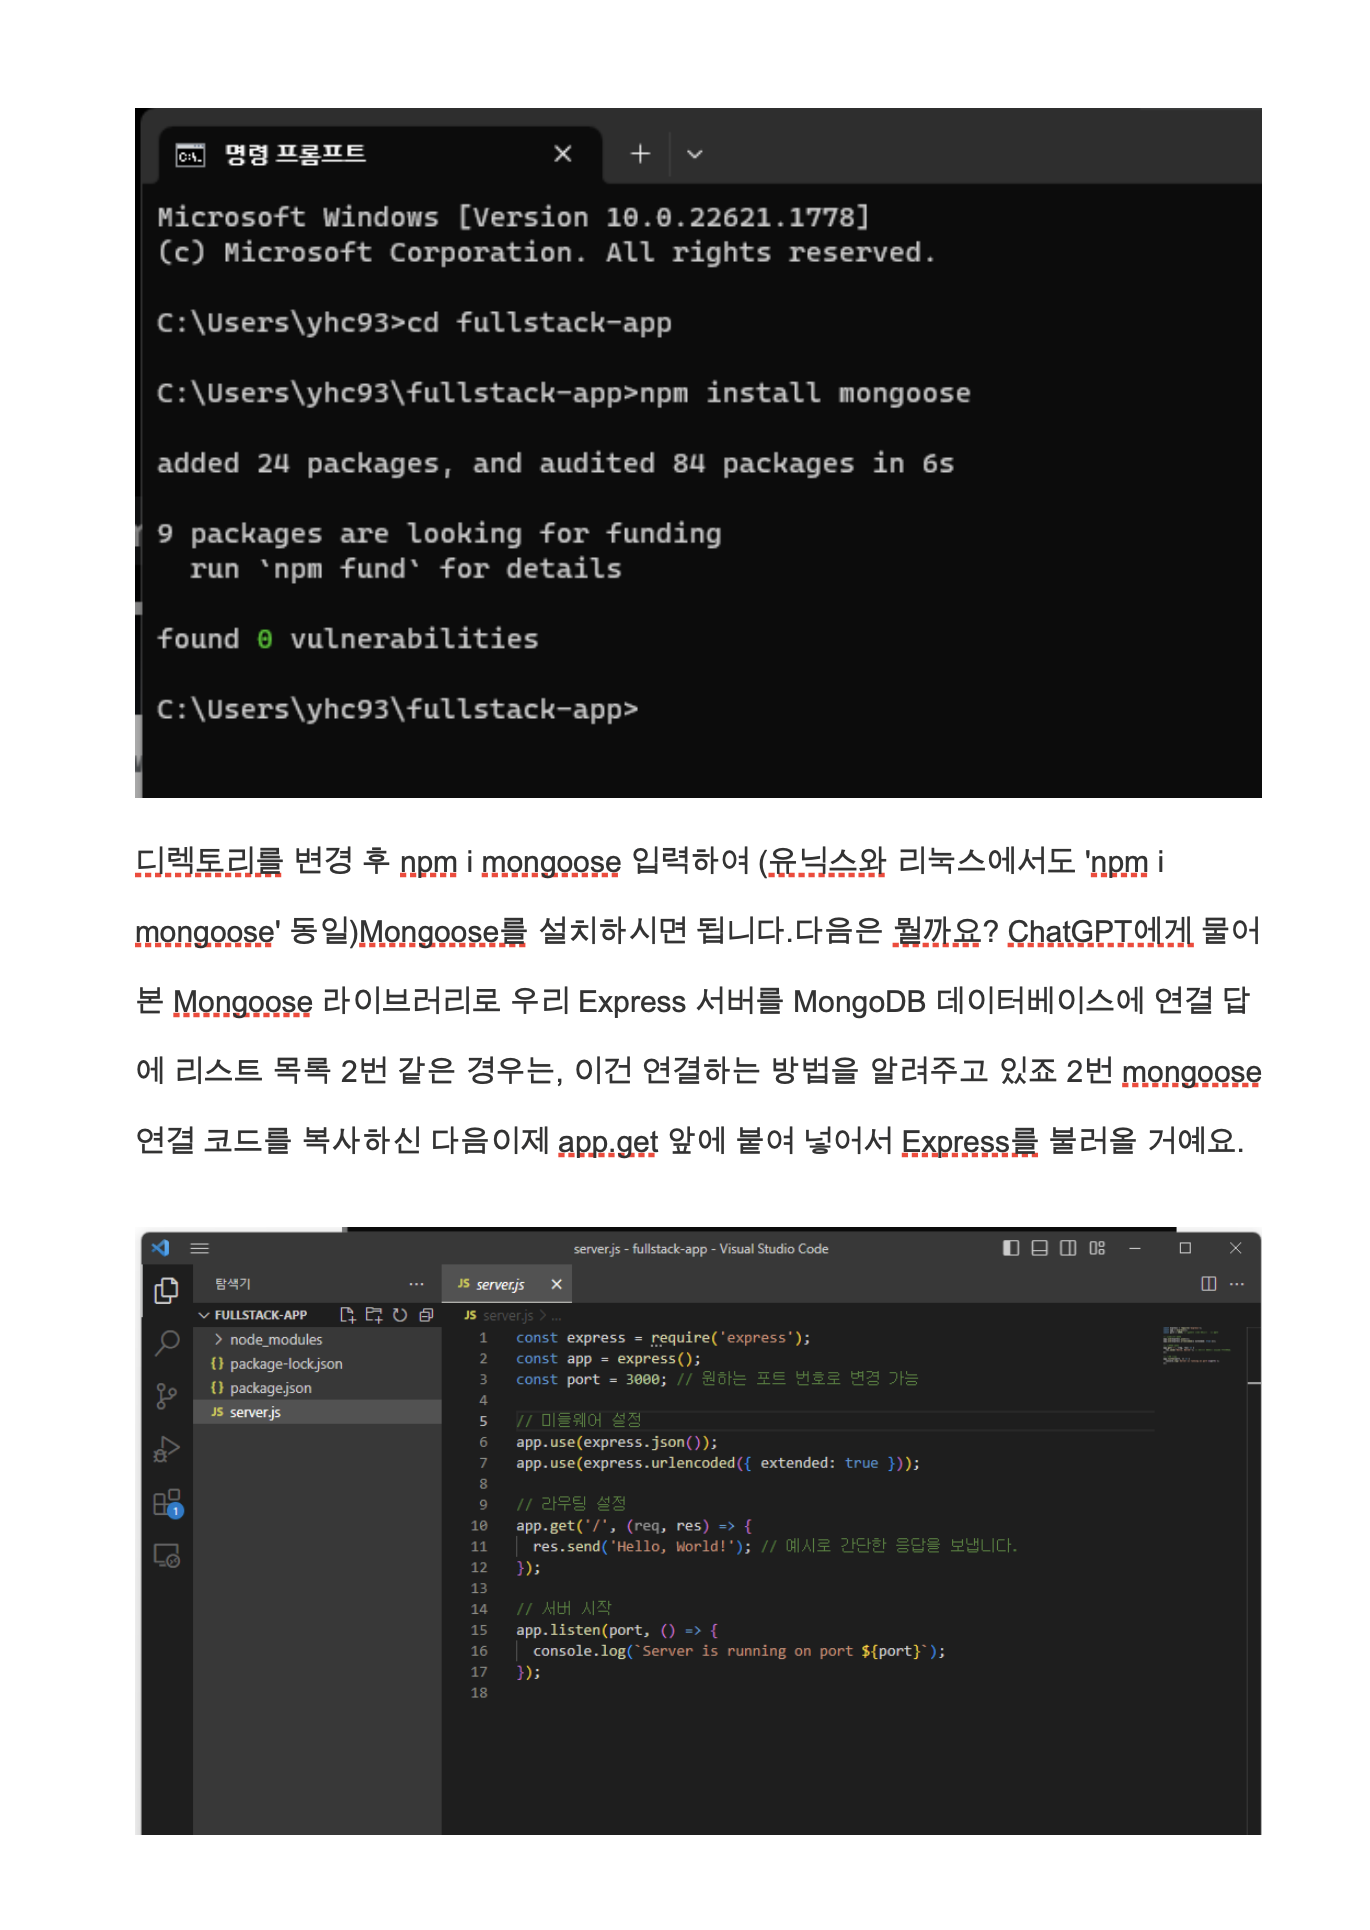 명령 프롬프트
Microsoft Windows [Version 10.0.22621.1778]
(c) Microsoft Corporation. All rights reserved.
C:\Users\yhc93>cd fullstack-app
C:\Users\yhc93\fullstack-app>npm install mongoose
added 24 packages, and audited 84 packages in 6s
9 packages are looking for funding
  run `npm fund` for details
found 0 vulnerabilities
C:\Users\yhc93\fullstack-app>
디렉토리를 변경 후 npm i mongoose 입력하여 (유닉스와 리눅스에서도 'npm i
mongoose' 동일)Mongoose를 설치하시면 됩니다.다음은 뭘까요? ChatGPT에게 물어
본 Mongoose 라이브러리로 우리 Express 서버를 MongoDB 데이터베이스에 연결 답
에 리스트 목록 2번 같은 경우는, 이건 연결하는 방법을 알려주고 있죠 2번 mongoose
연결 코드를 복사하신 다음이제 app.get 앞에 붙여 넣어서 Express를 불러올 거예요.
server.js - fullstack-app - Visual Studio Code
탐색기 ···
FULLSTACK-APP
node_modules
{} package-lock.json
{} package.json
JS server.js
1
JS server.js
JS server.js > ...
1 const express = require('express');
2 const app = express();
3 const port = 3000; // 원하는 포트 번호로 변경 가능
4
5 // 미들웨어 설정
6 app.use(express.json());
7 app.use(express.urlencoded({ extended: true }));
8
9 // 라우팅 설정
10 app.get('/', (req, res) => {
11   res.send('Hello, World!'); // 예시로 간단한 응답을 보냅니다.
12 });
13
14 // 서버 시작
15 app.listen(port, () => {
16   console.log(`Server is running on port ${port}`);
17 });
18